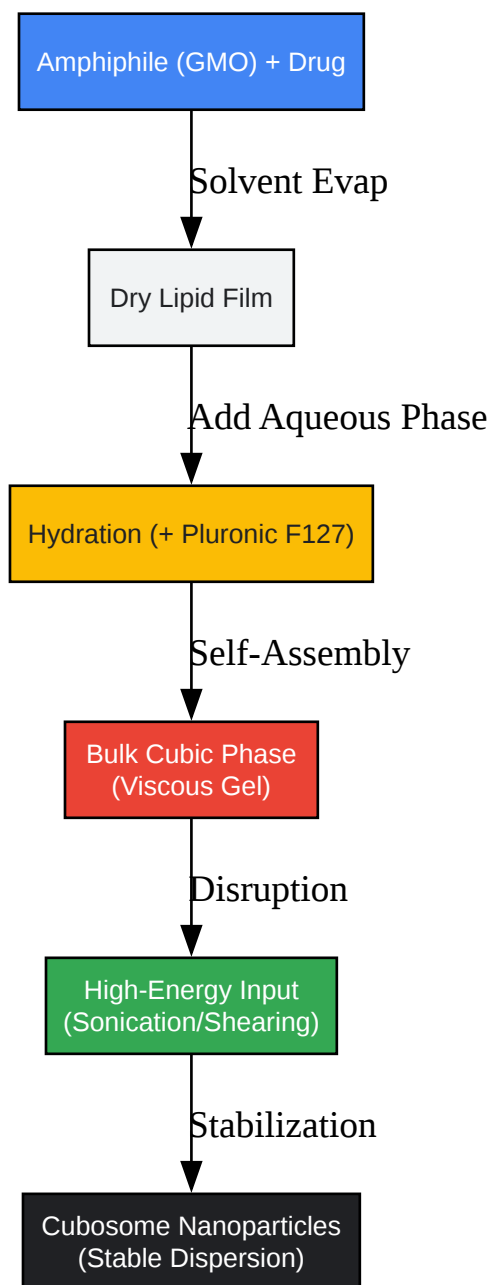 Amphiphile (GMO) + Drug
Solvent Evap
Dry Lipid Film
Add Aqueous Phase
Hydration (+ Pluronic F127)
Self-Assembly
Bulk Cubic Phase
(Viscous Gel)
Disruption
High-Energy Input
(Sonication/Shearing)
Stabilization
Cubosome Nanoparticles
(Stable Dispersion)